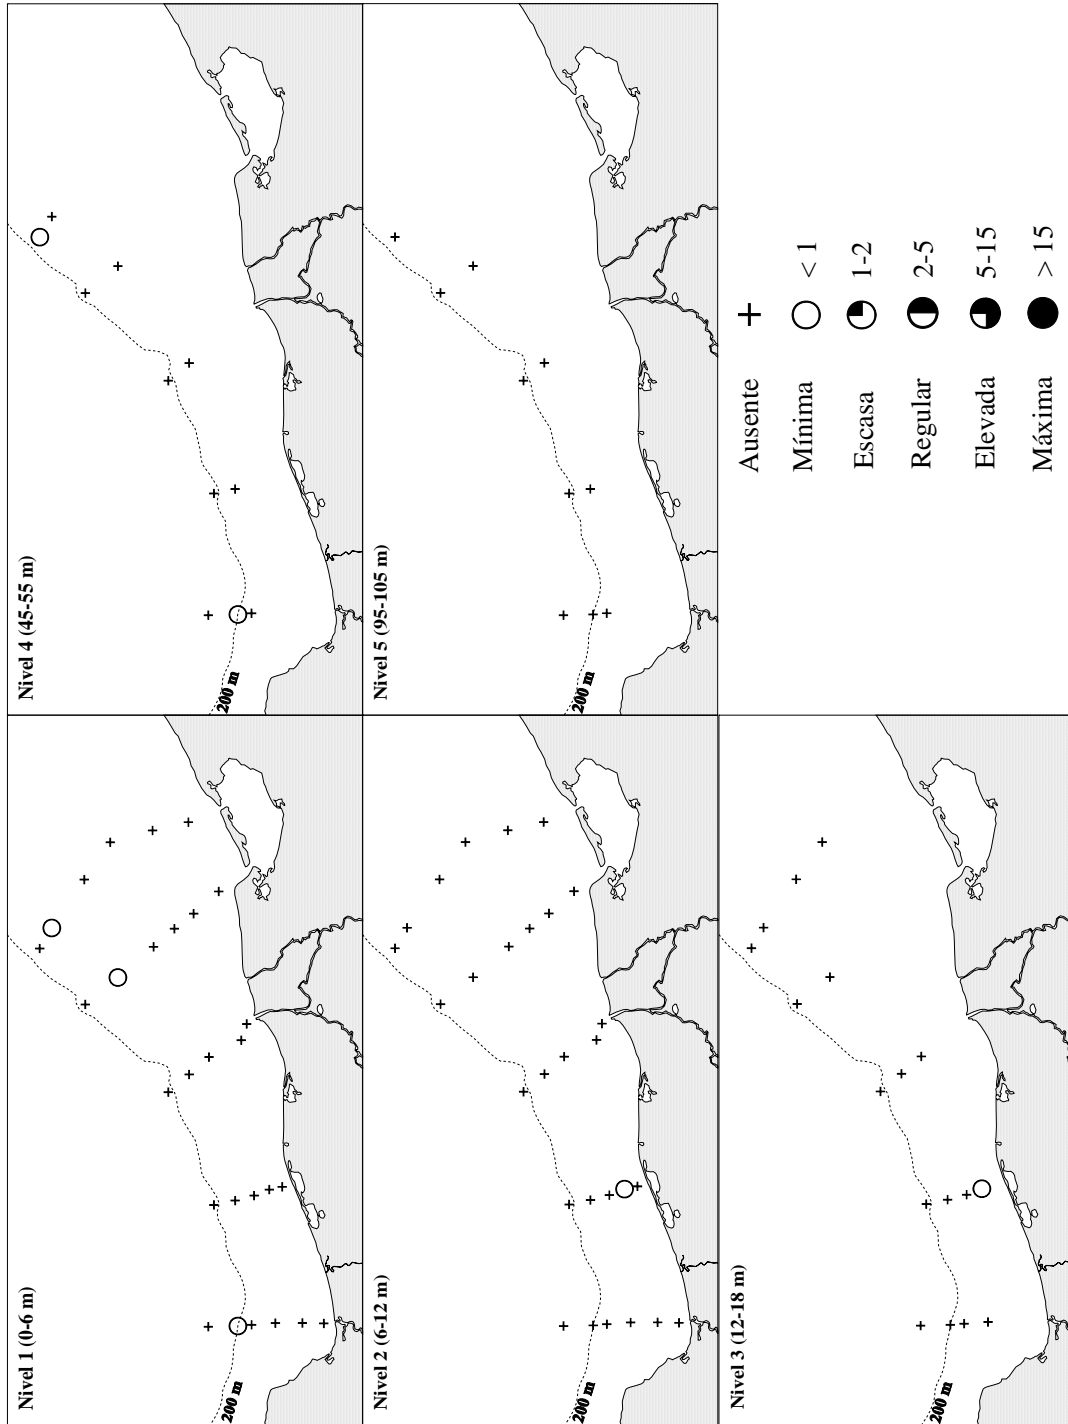 Nivel 1 (0-6 m)
200 m
Nivel 2 (6-12 m)
200 m
Nivel 3 (12-18 m)
200 m
Nivel 4 (45-55 m)
200 m
Nivel 5 (95-105 m)
200 m
Ausente +
Mínima < 1
Escasa 1-2
Regular 2-5
Elevada 5-15
Máxima > 15